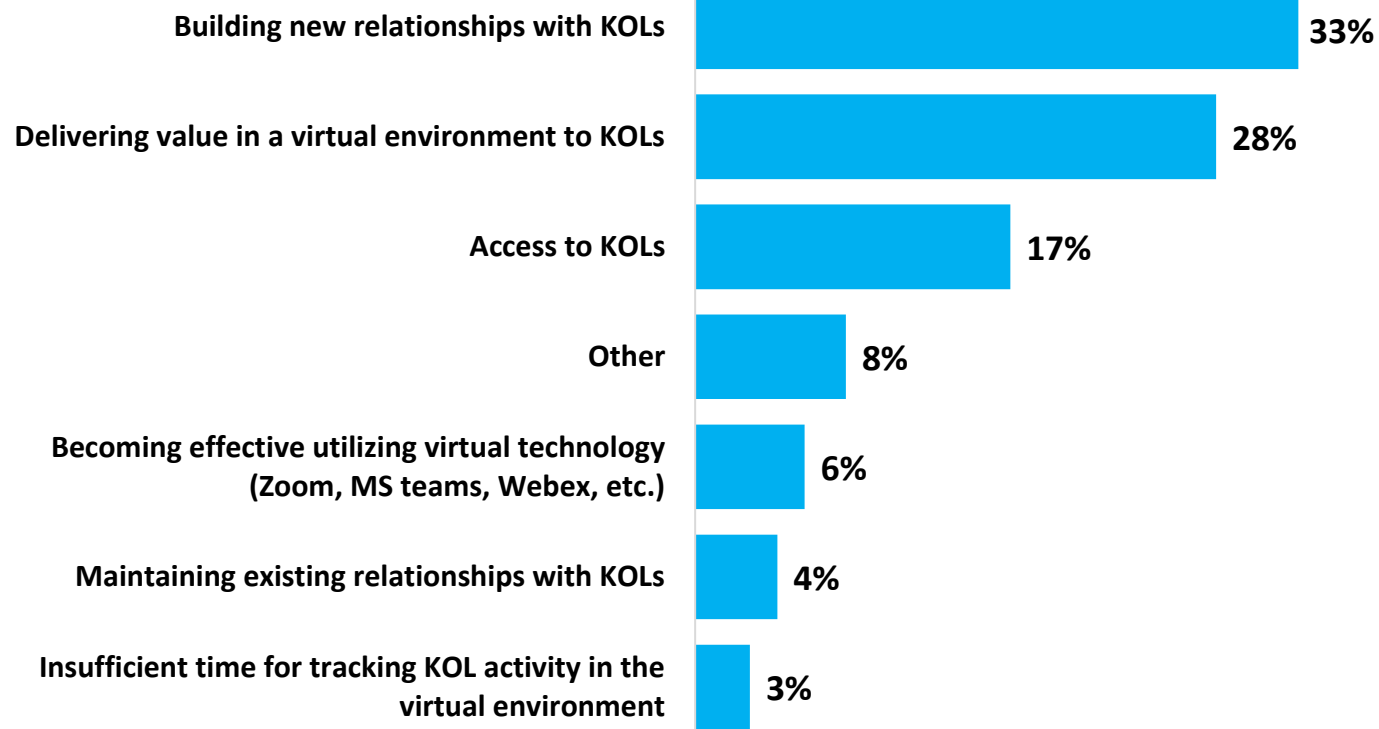 Building new relationships with KOLs 33%
Delivering value in a virtual environment to KOLs 28%
Access to KOLs 17%
Other 8%
Becoming effective utilizing virtual technology
(Zoom, MS teams, Webex, etc.) 6%
Maintaining existing relationships with KOLs 4%
Insufficient time for tracking KOL activity in the
virtual environment 3%